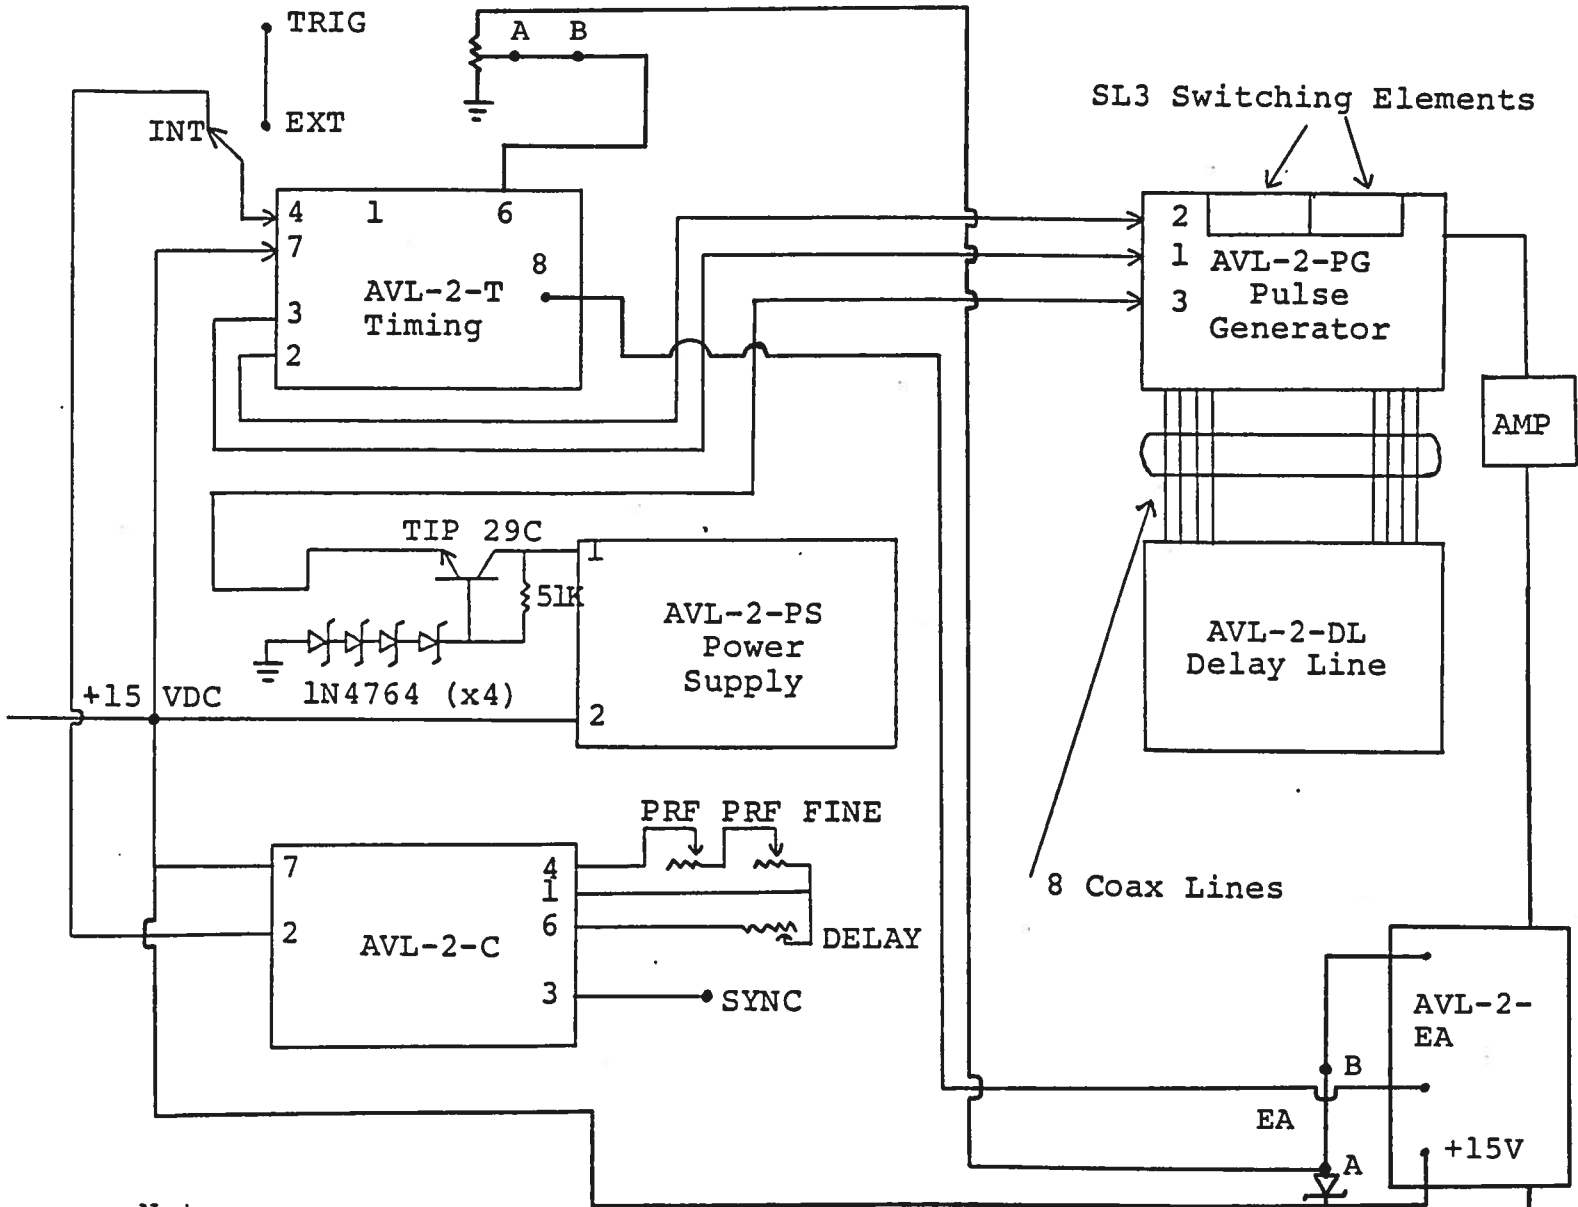 TRIG
A B
EXT
INT
SL3 Switching Elements
4 1 6
7
8
AVL-2-T
Timing
3
2
2
1
3
AVL-2-PG
Pulse
Generator
AMP
TIP 29C
51K
1
AVL-2-PS
Power
Supply
2
1N4764 (x4)
+15 VDC
AVL-2-DL
Delay Line
8 Coax Lines
PRF PRF FINE
7
2
4
1
6
3
AVL-2-C
DELAY
SYNC
AVL-2-
EA
B
EA
A
+15V